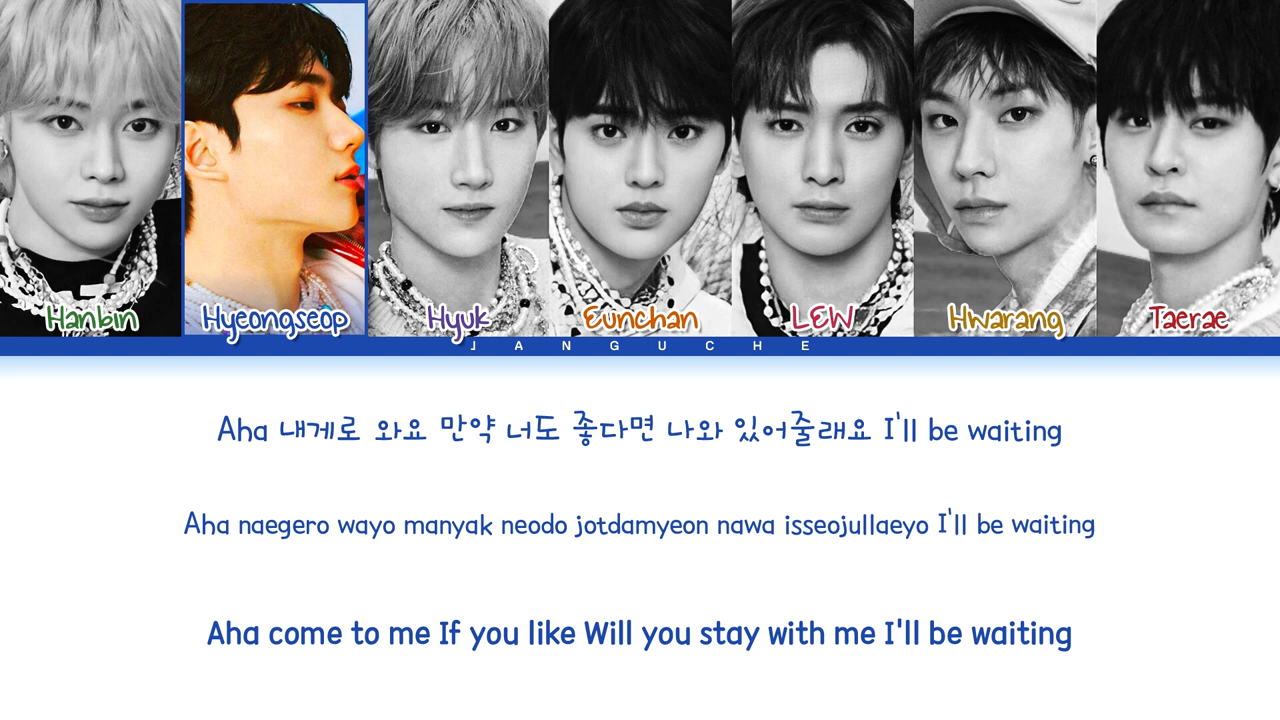 Hanbin Hyeongseop Hyuk Eunchan LEW Hwarang Taerae
JANGUCHE
Aha 내게로 와요 만약 너도 좋다면 나와 있어줄래요 I'll be waiting
Aha naegero wayo manyak neodo jotdamyeon nawa isseojullaeyo I'll be waiting
Aha come to me If you like Will you stay with me I'll be waiting